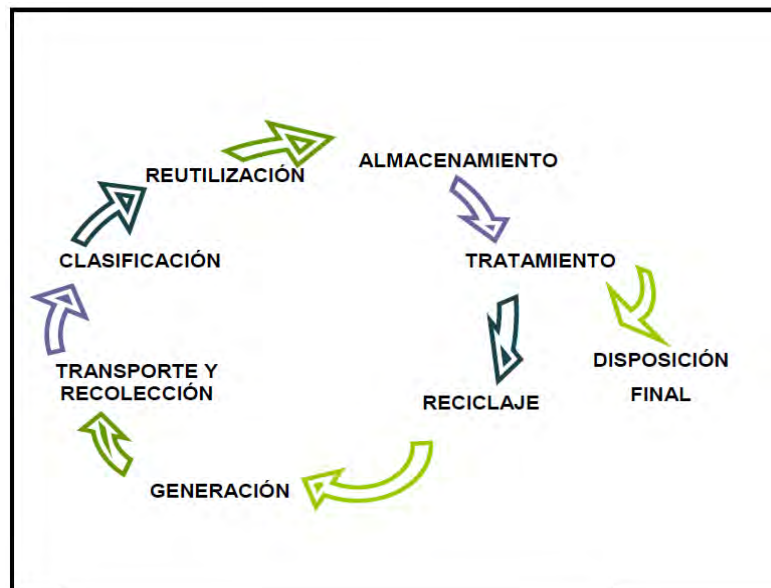 REUTILIZACIÓN
ALMACENAMIENTO
CLASIFICACIÓN
TRATAMIENTO
TRANSPORTE Y
RECOLECCIÓN
DISPOSICIÓN
FINAL
RECICLAJE
GENERACIÓN